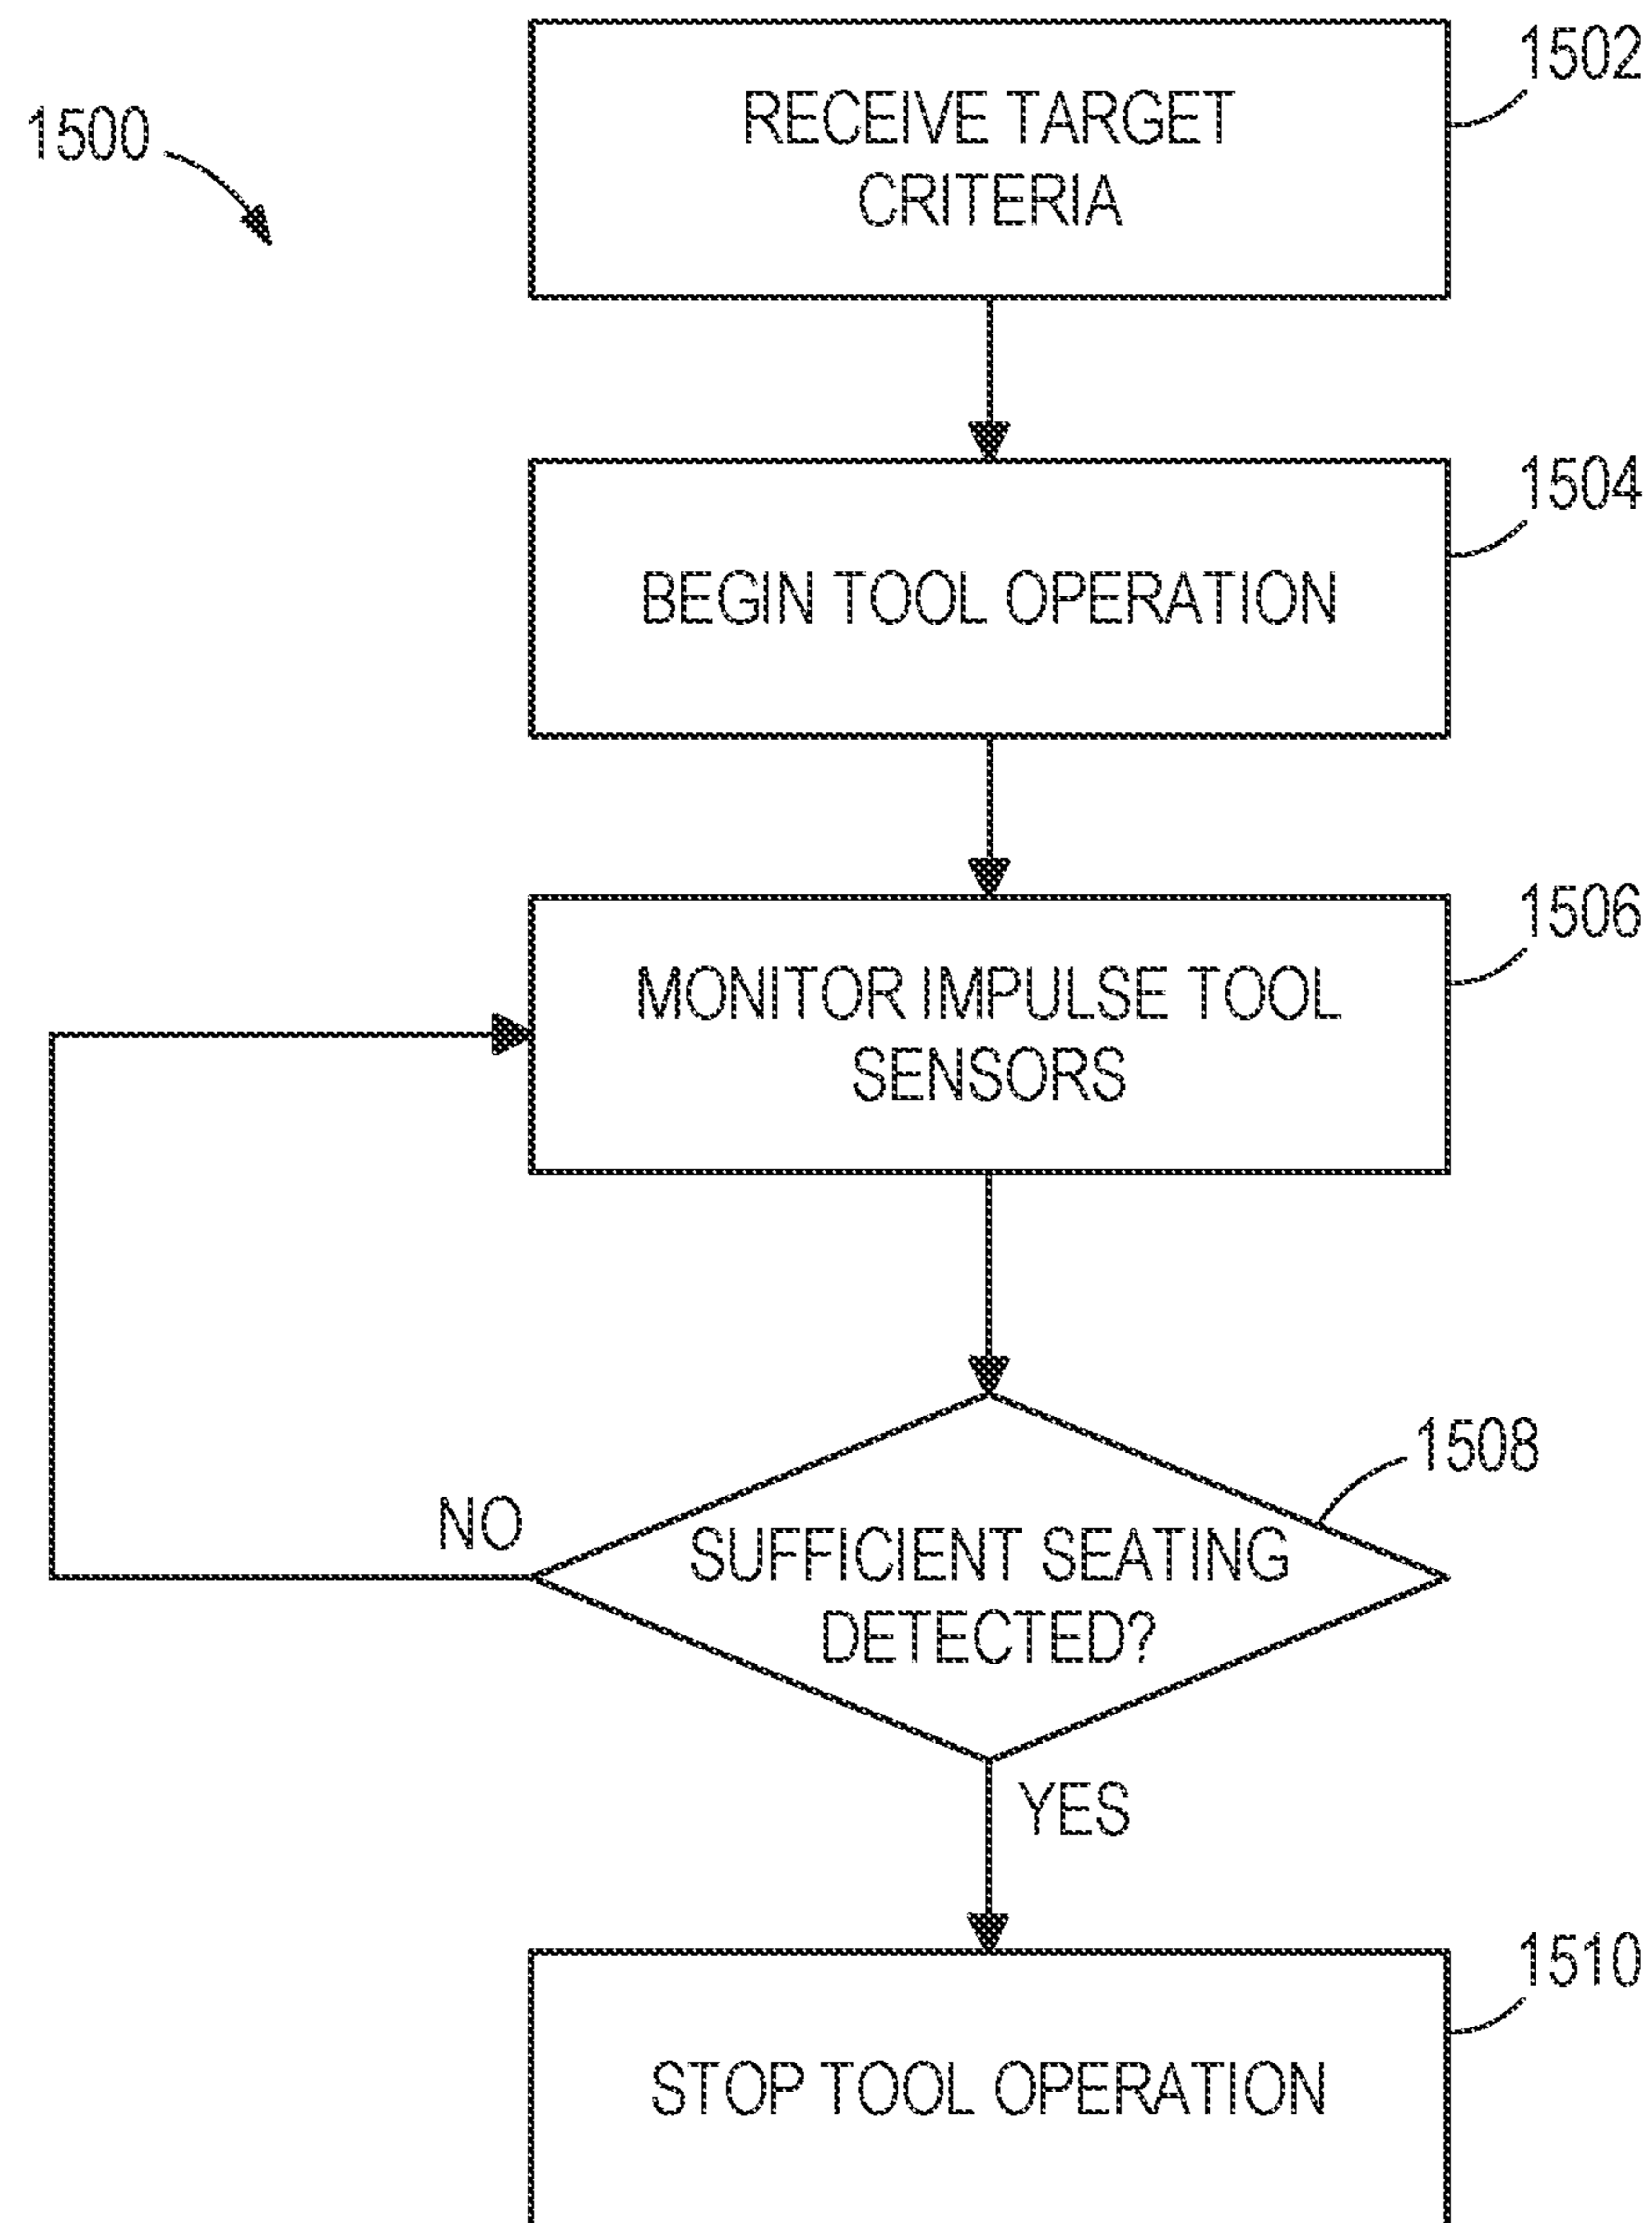 1500
1502
RECEIVE TARGET
CRITERIA
1504
BEGIN TOOL OPERATION
1506
MONITOR IMPULSE TOOL
SENSORS
1508
NO
SUFFICIENT SEATING
DETECTED?
YES
1510
STOP TOOL OPERATION